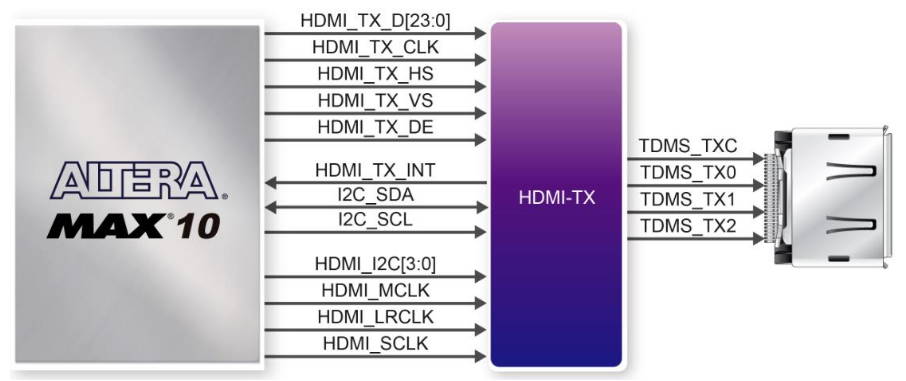 HDMI_TX_D[23:0]
HDMI_TX_CLK
HDMI_TX_HS
HDMI_TX_VS
HDMI_TX_DE
HDMI_TX_INT
I2C_SDA
I2C_SCL
HDMI_I2C[3:0]
HDMI_MCLK
HDMI_LRCLK
HDMI_SCLK
ALTERA.
MAX® 10
HDMI-TX
TDMS_TXC
TDMS_TX0
TDMS_TX1
TDMS_TX2